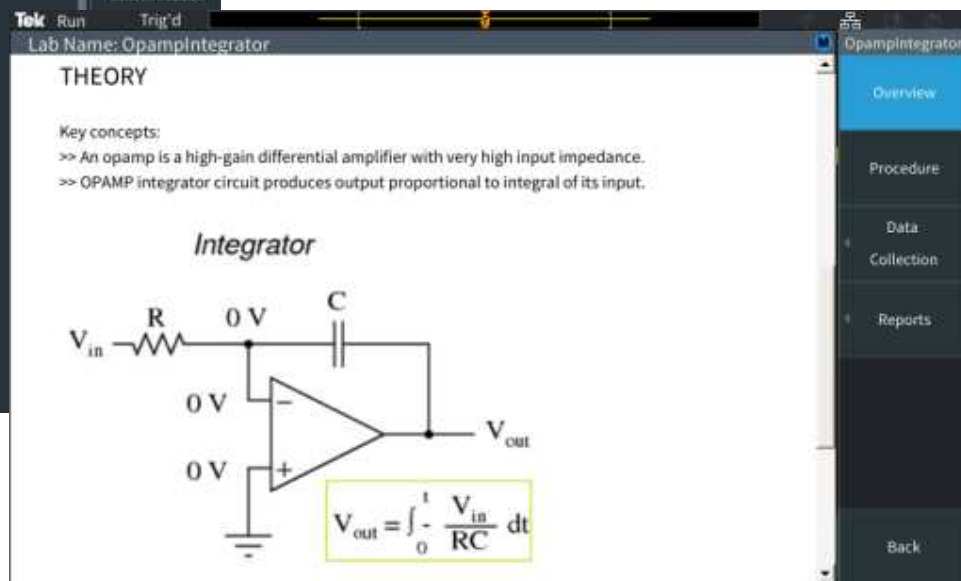 Tek Run Trig'd
Lab Name: OpampIntegrator
OpampIntegrator
THEORY
Key concepts:
>> An opamp is a high-gain differential amplifier with very high input impedance.
>> OPAMP integrator circuit produces output proportional to integral of its input.
Integrator
R
0 V
C
Vin
0 V
−
Vout
0 V
+
Vout = ∫₀ᵗ - Vin/RC dt
Overview
Procedure
Data
Collection
Reports
Back